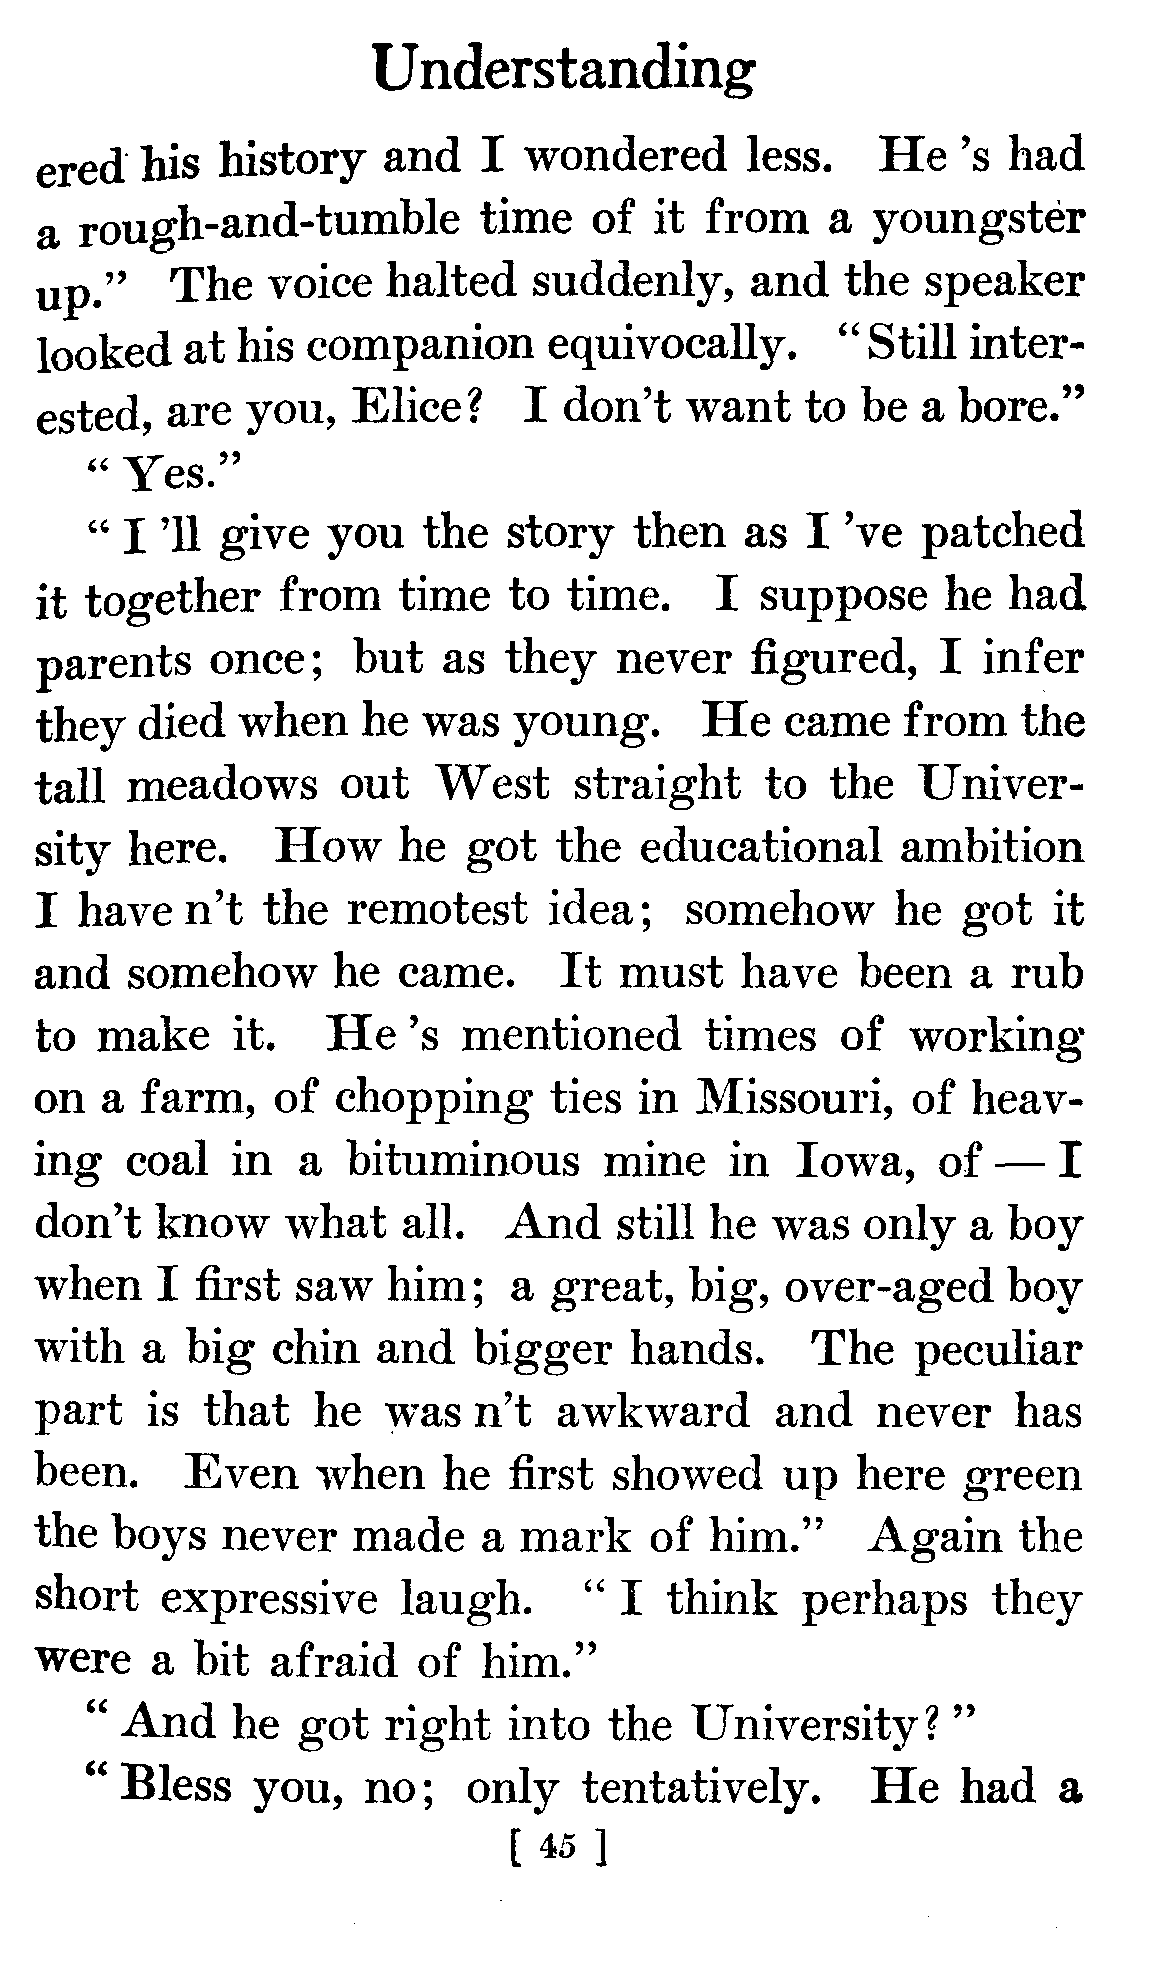 Understanding
ered his history and I wondered less. He 's had
a rough-and-tumble time of it from a youngster
up.” The voice halted suddenly, and the speaker
looked at his companion equivocally. “Still inter-
ested, are you, Elice? I don't want to be a bore.”
“ Yes.”
“ I 'll give you the story then as I 've patched
it together from time to time. I suppose he had
parents once; but as they never figured, I infer
they died when he was young. He came from the
tall meadows out West straight to the Univer-
sity here. How he got the educational ambition
I have n't the remotest idea; somehow he got it
and somehow he came. It must have been a rub
to make it. He 's mentioned times of working
on a farm, of chopping ties in Missouri, of heav-
ing coal in a bituminous mine in Iowa, of — I
don't know what all. And still he was only a boy
when I first saw him; a great, big, over-aged boy
with a big chin and bigger hands. The peculiar
part is that he was n't awkward and never has
been. Even when he first showed up here green
the boys never made a mark of him.” Again the
short expressive laugh. “ I think perhaps they
were a bit afraid of him.”
“ And he got right into the University? ”
“ Bless you, no; only tentatively. He had a
[ 45 ]